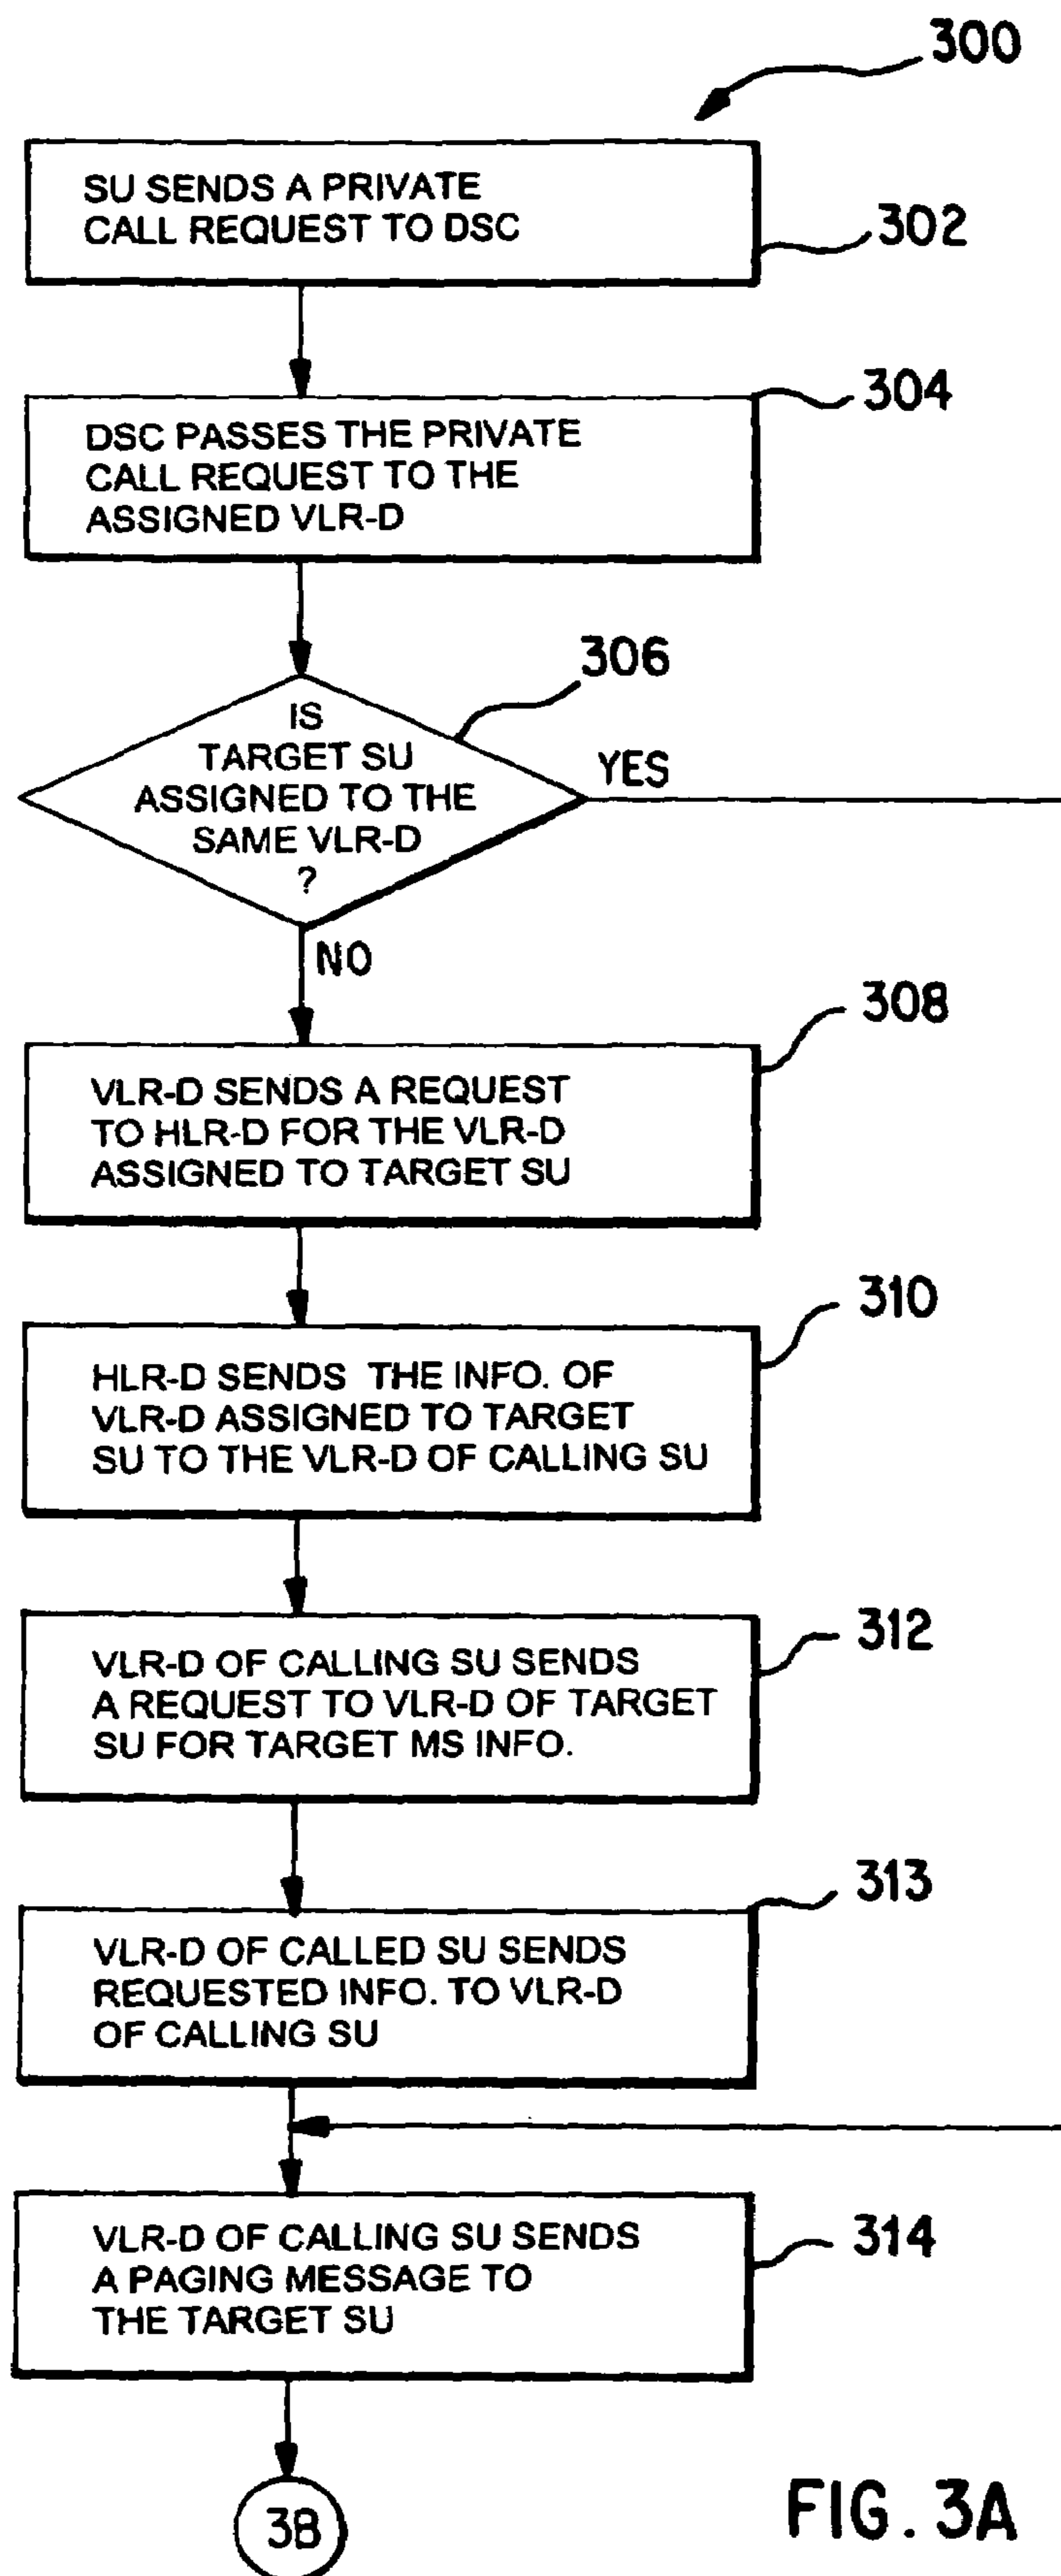 300
SU SENDS A PRIVATE
CALL REQUEST TO DSC
302
304
DSC PASSES THE PRIVATE
CALL REQUEST TO THE
ASSIGNED VLR-D
306
IS
TARGET SU
ASSIGNED TO THE
SAME VLR-D
?
YES
NO
308
VLR-D SENDS A REQUEST
TO HLR-D FOR THE VLR-D
ASSIGNED TO TARGET SU
310
HLR-D SENDS THE INFO. OF
VLR-D ASSIGNED TO TARGET
SU TO THE VLR-D OF CALLING SU
312
VLR-D OF CALLING SU SENDS
A REQUEST TO VLR-D OF TARGET
SU FOR TARGET MS INFO.
313
VLR-D OF CALLED SU SENDS
REQUESTED INFO. TO VLR-D
OF CALLING SU
314
VLR-D OF CALLING SU SENDS
A PAGING MESSAGE TO
THE TARGET SU
3B
FIG. 3A